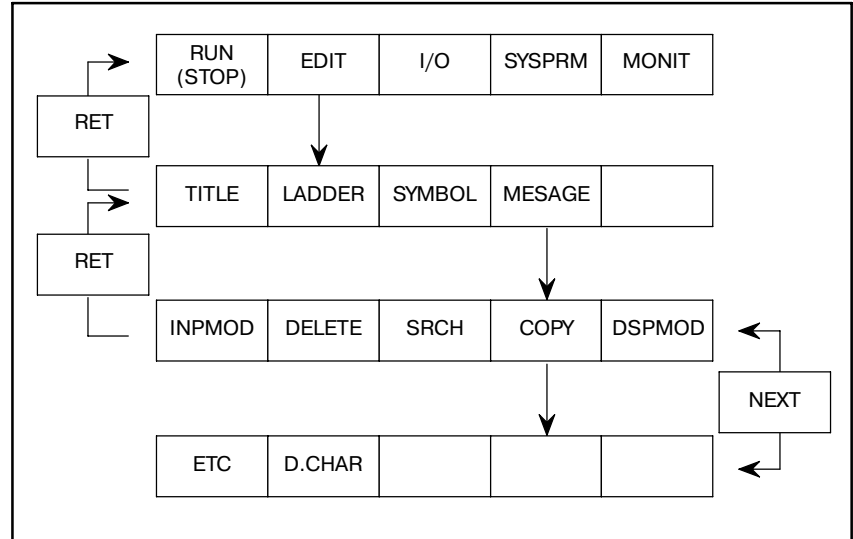 RUN
(STOP)
EDIT
I/O
SYSPRM
MONIT
RET
TITLE
LADDER
SYMBOL
MESAGE
RET
INPMOD
DELETE
SRCH
COPY
DSPMOD
NEXT
ETC
D.CHAR